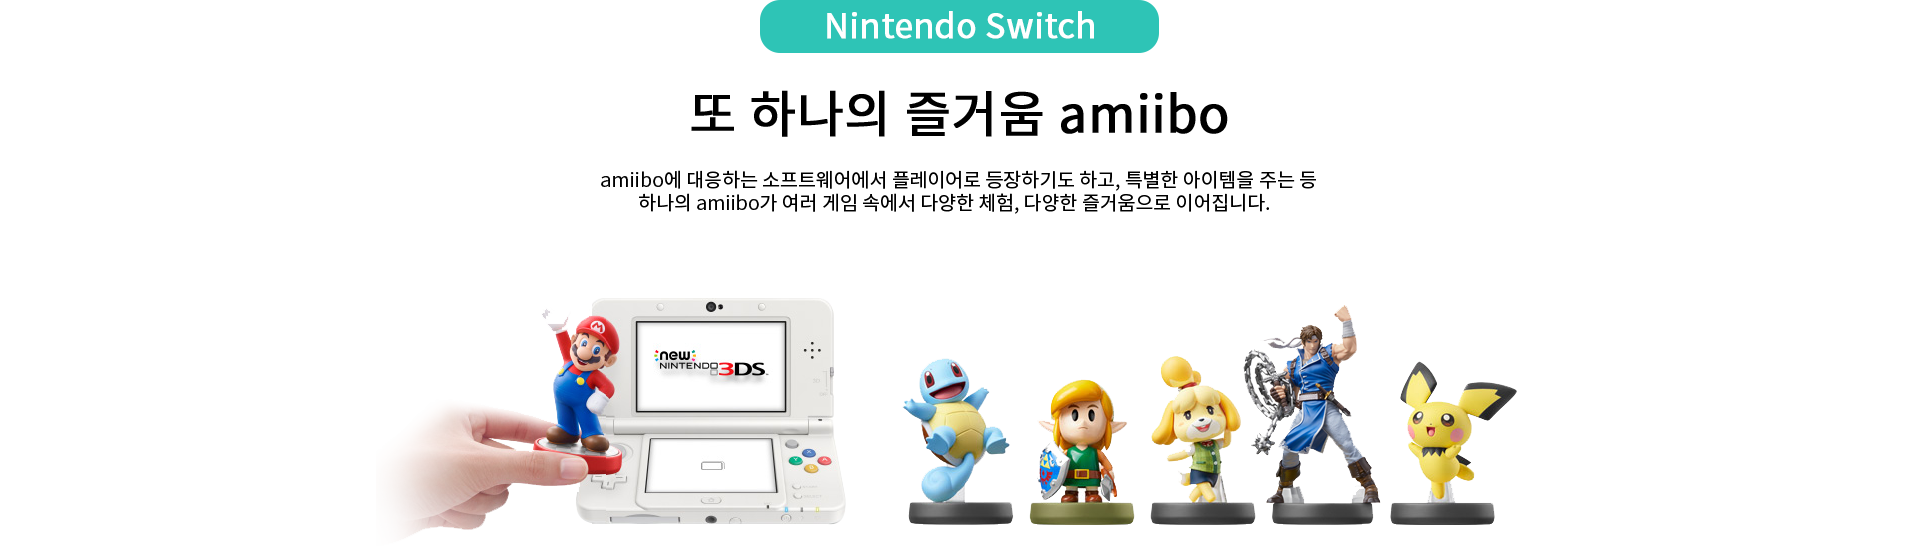 Nintendo Switch
또 하나의 즐거움 amiibo
amiibo에 대응하는 소프트웨어에서 플레이어로 등장하기도 하고, 특별한 아이템을 주는 등
하나의 amiibo가 여러 게임 속에서 다양한 체험, 다양한 즐거움으로 이어집니다.
new
NINTENDO 3DS